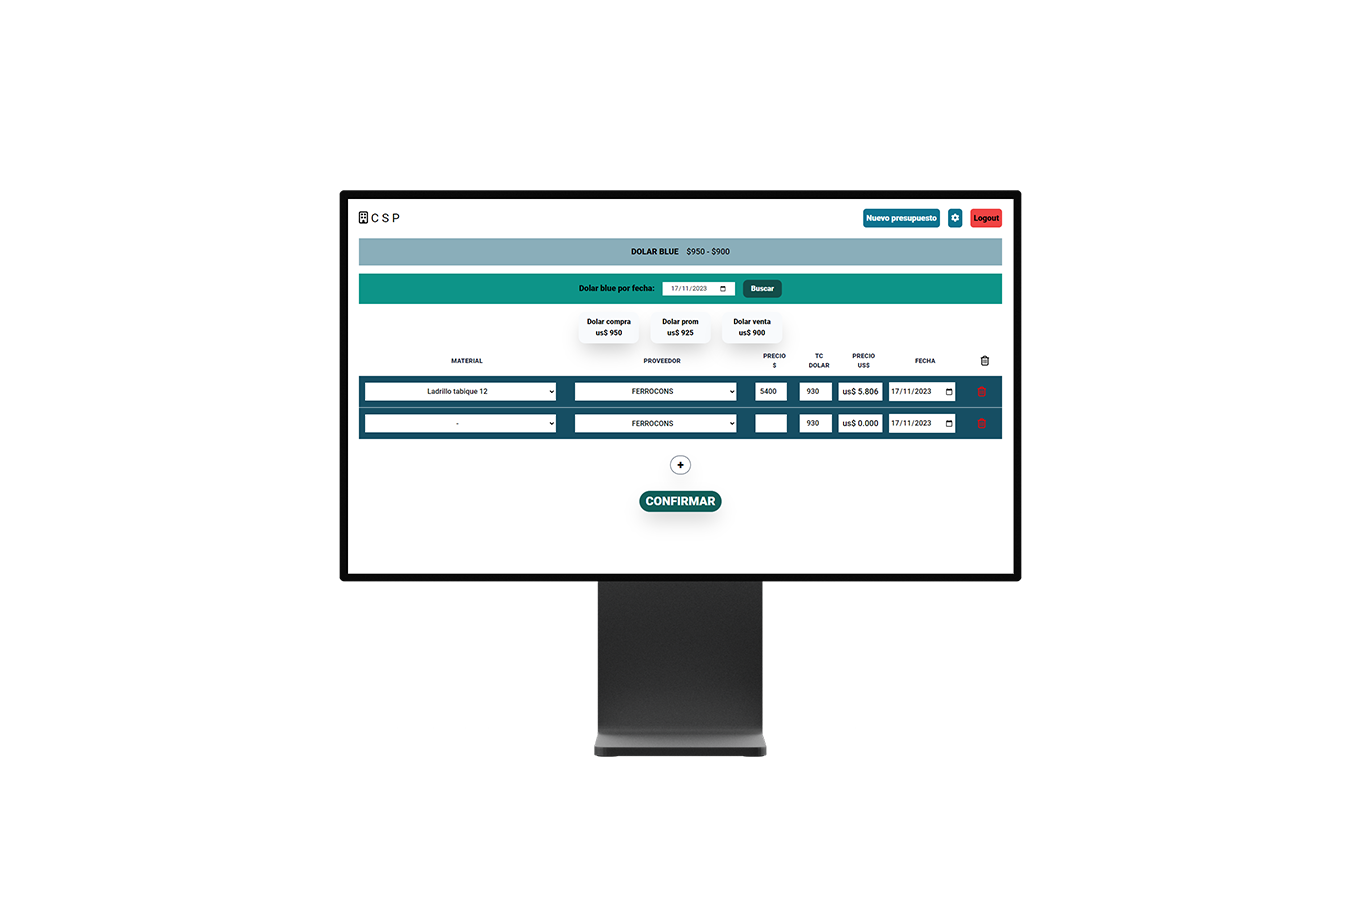 CSP
Nuevo presupuesto
Logout
DOLAR BLUE $950 - $900
Dolar blue por fecha: 17/11/2023 Buscar
Dolar compra
us$ 950
Dolar prom
us$ 925
Dolar venta
us$ 900
MATERIAL
PROVEEDOR
PRECIO
$
TC
DOLAR
PRECIO
US$
FECHA
Ladrillo tabique 12 FERROCONS 5400 930 us$ 5.806 17/11/2023
- FERROCONS 930 us$ 0.000 17/11/2023
+
CONFIRMAR